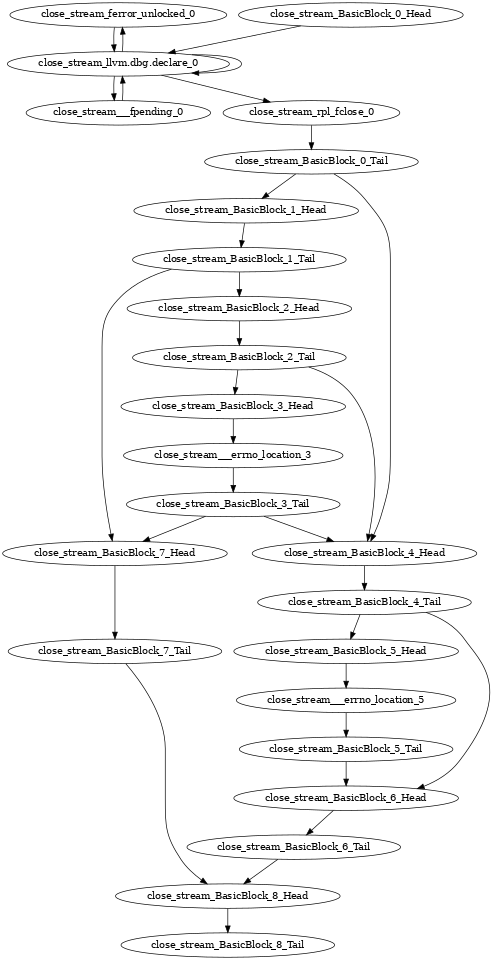 close_stream_ferror_unlocked_0
close_stream_BasicBlock_0_Head
close_stream_llvm.dbg.declare_0
close_stream___fpending_0
close_stream_rpl_fclose_0
close_stream_BasicBlock_0_Tail
close_stream_BasicBlock_1_Head
close_stream_BasicBlock_1_Tail
close_stream_BasicBlock_2_Head
close_stream_BasicBlock_2_Tail
close_stream_BasicBlock_3_Head
close_stream___errno_location_3
close_stream_BasicBlock_3_Tail
close_stream_BasicBlock_7_Head
close_stream_BasicBlock_4_Head
close_stream_BasicBlock_4_Tail
close_stream_BasicBlock_7_Tail
close_stream_BasicBlock_5_Head
close_stream___errno_location_5
close_stream_BasicBlock_5_Tail
close_stream_BasicBlock_6_Head
close_stream_BasicBlock_6_Tail
close_stream_BasicBlock_8_Head
close_stream_BasicBlock_8_Tail